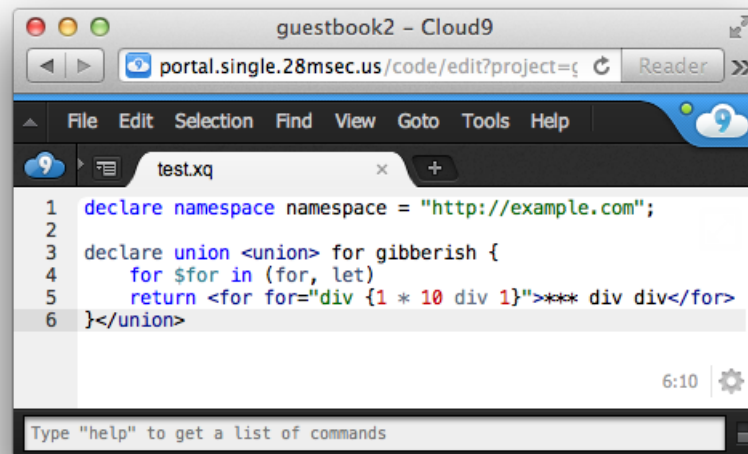 guestbook2 – Cloud9
portal.single.28msec.us/code/edit?project=g Reader
File Edit Selection Find View Goto Tools Help
9
9 test.xq × +
1 declare namespace namespace = "http://example.com";
2
3 declare union <union> for gibberish {
4     for $for in (for, let)
5     return <for for="div {1 * 10 div 1}">*** div div</for>
6 }</union>
6:10
Type "help" to get a list of commands